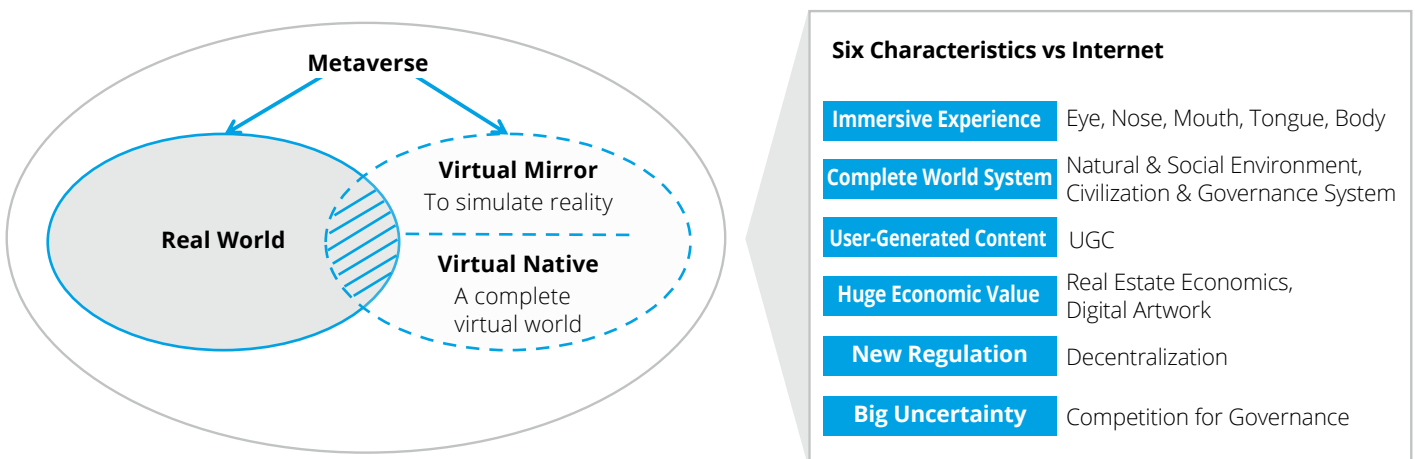 Metaverse
Real World
Virtual Mirror
To simulate reality
Virtual Native
A complete
virtual world
Six Characteristics vs Internet
Immersive Experience
Eye, Nose, Mouth, Tongue, Body
Complete World System
Natural & Social Environment,
Civilization & Governance System
User-Generated Content
UGC
Huge Economic Value
Real Estate Economics,
Digital Artwork
New Regulation
Decentralization
Big Uncertainty
Competition for Governance